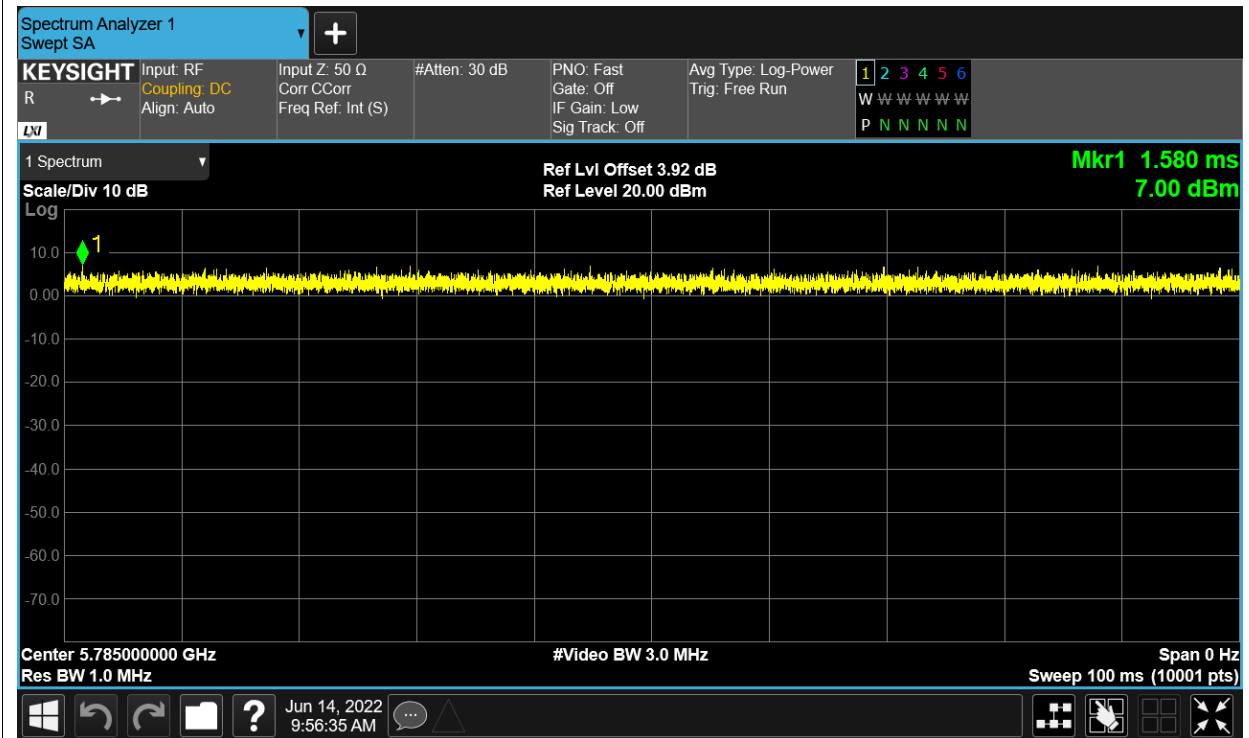 Spectrum Analyzer 1
Swept SA
KEYSIGHT
R
LXI
Input: RF
Coupling: DC
Align: Auto
Input Z: 50 Ω
Corr CCorr
Freq Ref: Int (S)
#Atten: 30 dB
PNO: Fast
Gate: Off
IF Gain: Low
Sig Track: Off
Avg Type: Log-Power
Trig: Free Run
1 2 3 4 5 6
W W W W W W
P N N N N N
1 Spectrum
Scale/Div 10 dB
Ref Lvl Offset 3.92 dB
Ref Level 20.00 dBm
Mkr1 1.580 ms
7.00 dBm
Log
1
10.0
0.00
-10.0
-20.0
-30.0
-40.0
-50.0
-60.0
-70.0
Center 5.785000000 GHz
#Video BW 3.0 MHz
Span 0 Hz
Res BW 1.0 MHz
Sweep 100 ms (10001 pts)
?
Jun 14, 2022
9:56:35 AM